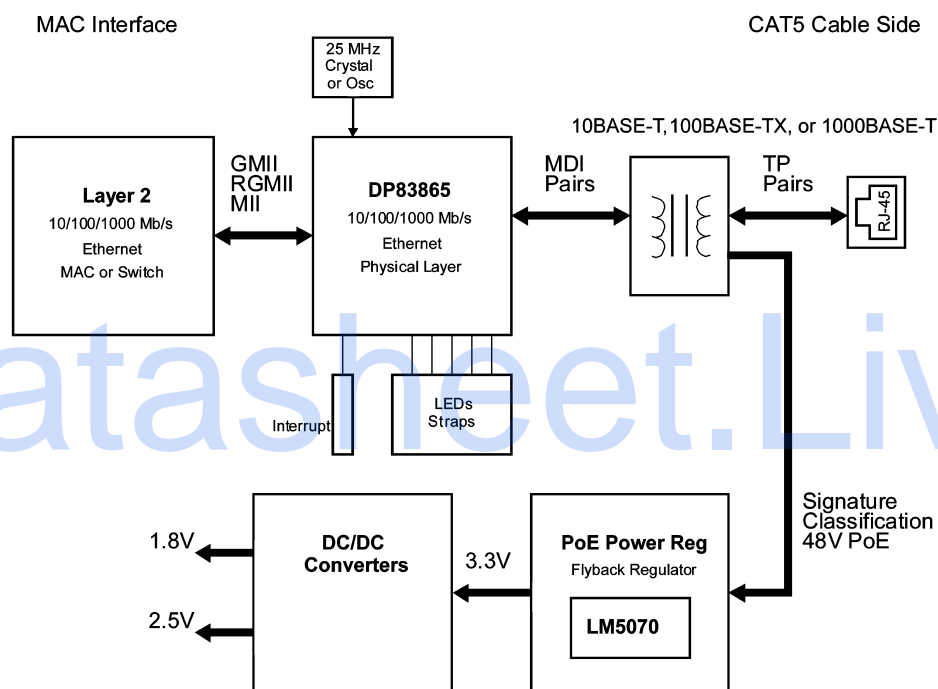 MAC Interface
CAT5 Cable Side
25 MHz
Crystal
or Osc
10BASE-T, 100BASE-TX, or 1000BASE-T
Layer 2
10/100/1000 Mb/s
Ethernet
MAC or Switch
GMII
RGMII
MII
DP83865
10/100/1000 Mb/s
Ethernet
Physical Layer
MDI
Pairs
TP
Pairs
RJ-45
Interrupt
LEDs
Straps
atasheet.Liv
Signature
Classification
48V PoE
1.8V
2.5V
DC/DC
Converters
3.3V
PoE Power Reg
Flyback Regulator
LM5070